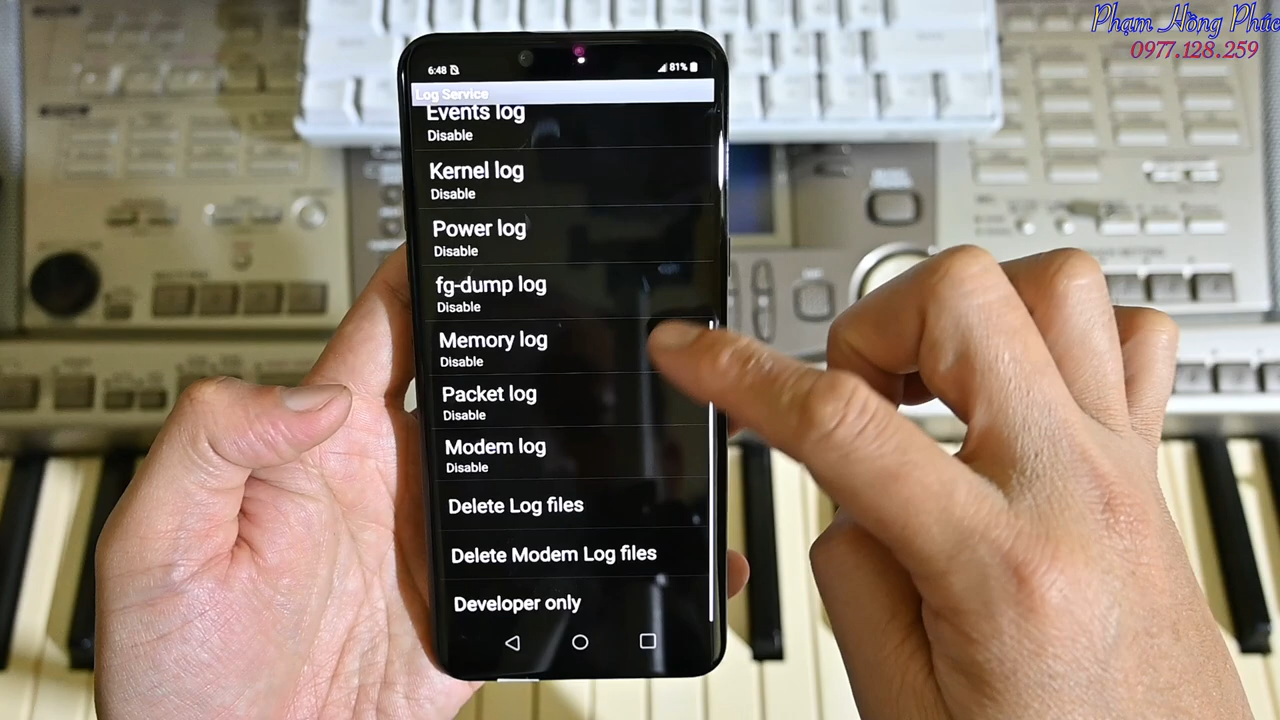 Phạm Hồng Phúc
0977.128.259
6:48
81%
Log Service
Events log
Disable
Kernel log
Disable
Power log
Disable
fg-dump log
Disable
Memory log
Disable
Packet log
Disable
Modem log
Disable
Delete Log files
Delete Modem Log files
Developer only